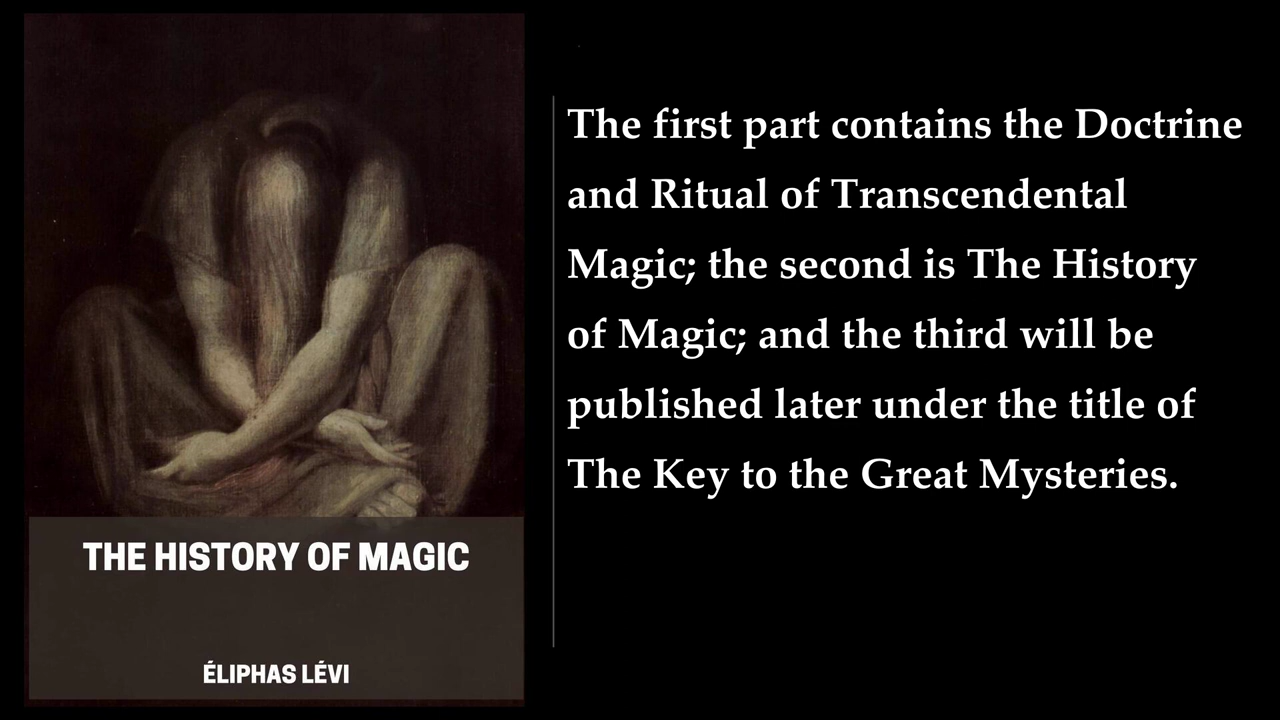 The first part contains the Doctrine
and Ritual of Transcendental
Magic; the second is The History
of Magic; and the third will be
published later under the title of
The Key to the Great Mysteries.
THE HISTORY OF MAGIC
ÉLIPHAS LÉVI